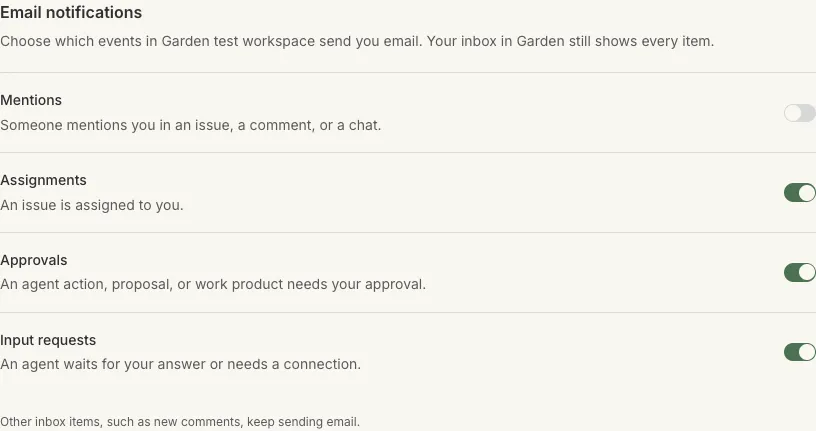 Email notifications
Choose which events in Garden test workspace send you email. Your inbox in Garden still shows every item.
Mentions
Someone mentions you in an issue, a comment, or a chat.
Assignments
An issue is assigned to you.
Approvals
An agent action, proposal, or work product needs your approval.
Input requests
An agent waits for your answer or needs a connection.
Other inbox items, such as new comments, keep sending email.